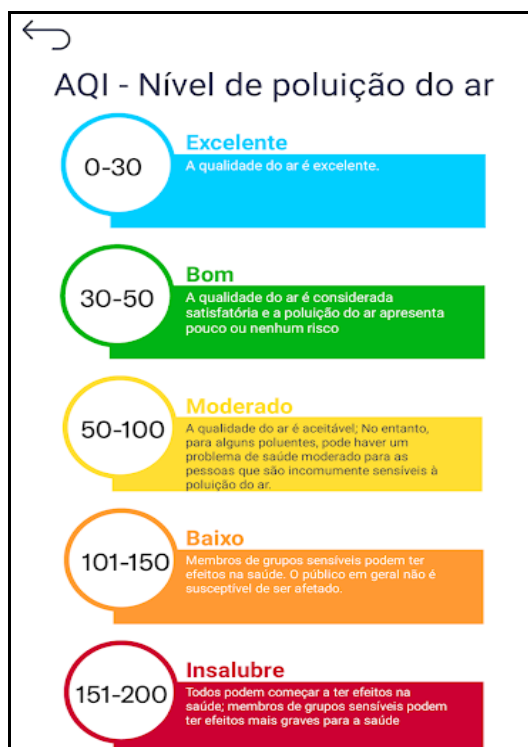 AQI - Nível de poluição do ar
0-30
Excelente
A qualidade do ar é excelente.
30-50
Bom
A qualidade do ar é considerada
satisfatória e a poluição do ar apresenta
pouco ou nenhum risco
50-100
Moderado
A qualidade do ar é aceitável; No entanto,
para alguns poluentes, pode haver um
problema de saúde moderado para as
pessoas que são incomumente sensíveis à
poluição do ar.
101-150
Baixo
Membros de grupos sensíveis podem ter
efeitos na saúde. O público em geral não é
susceptível de ser afetado.
151-200
Insalubre
Todos podem começar a ter efeitos na
saúde; membros de grupos sensíveis podem
ter efeitos mais graves para a saúde